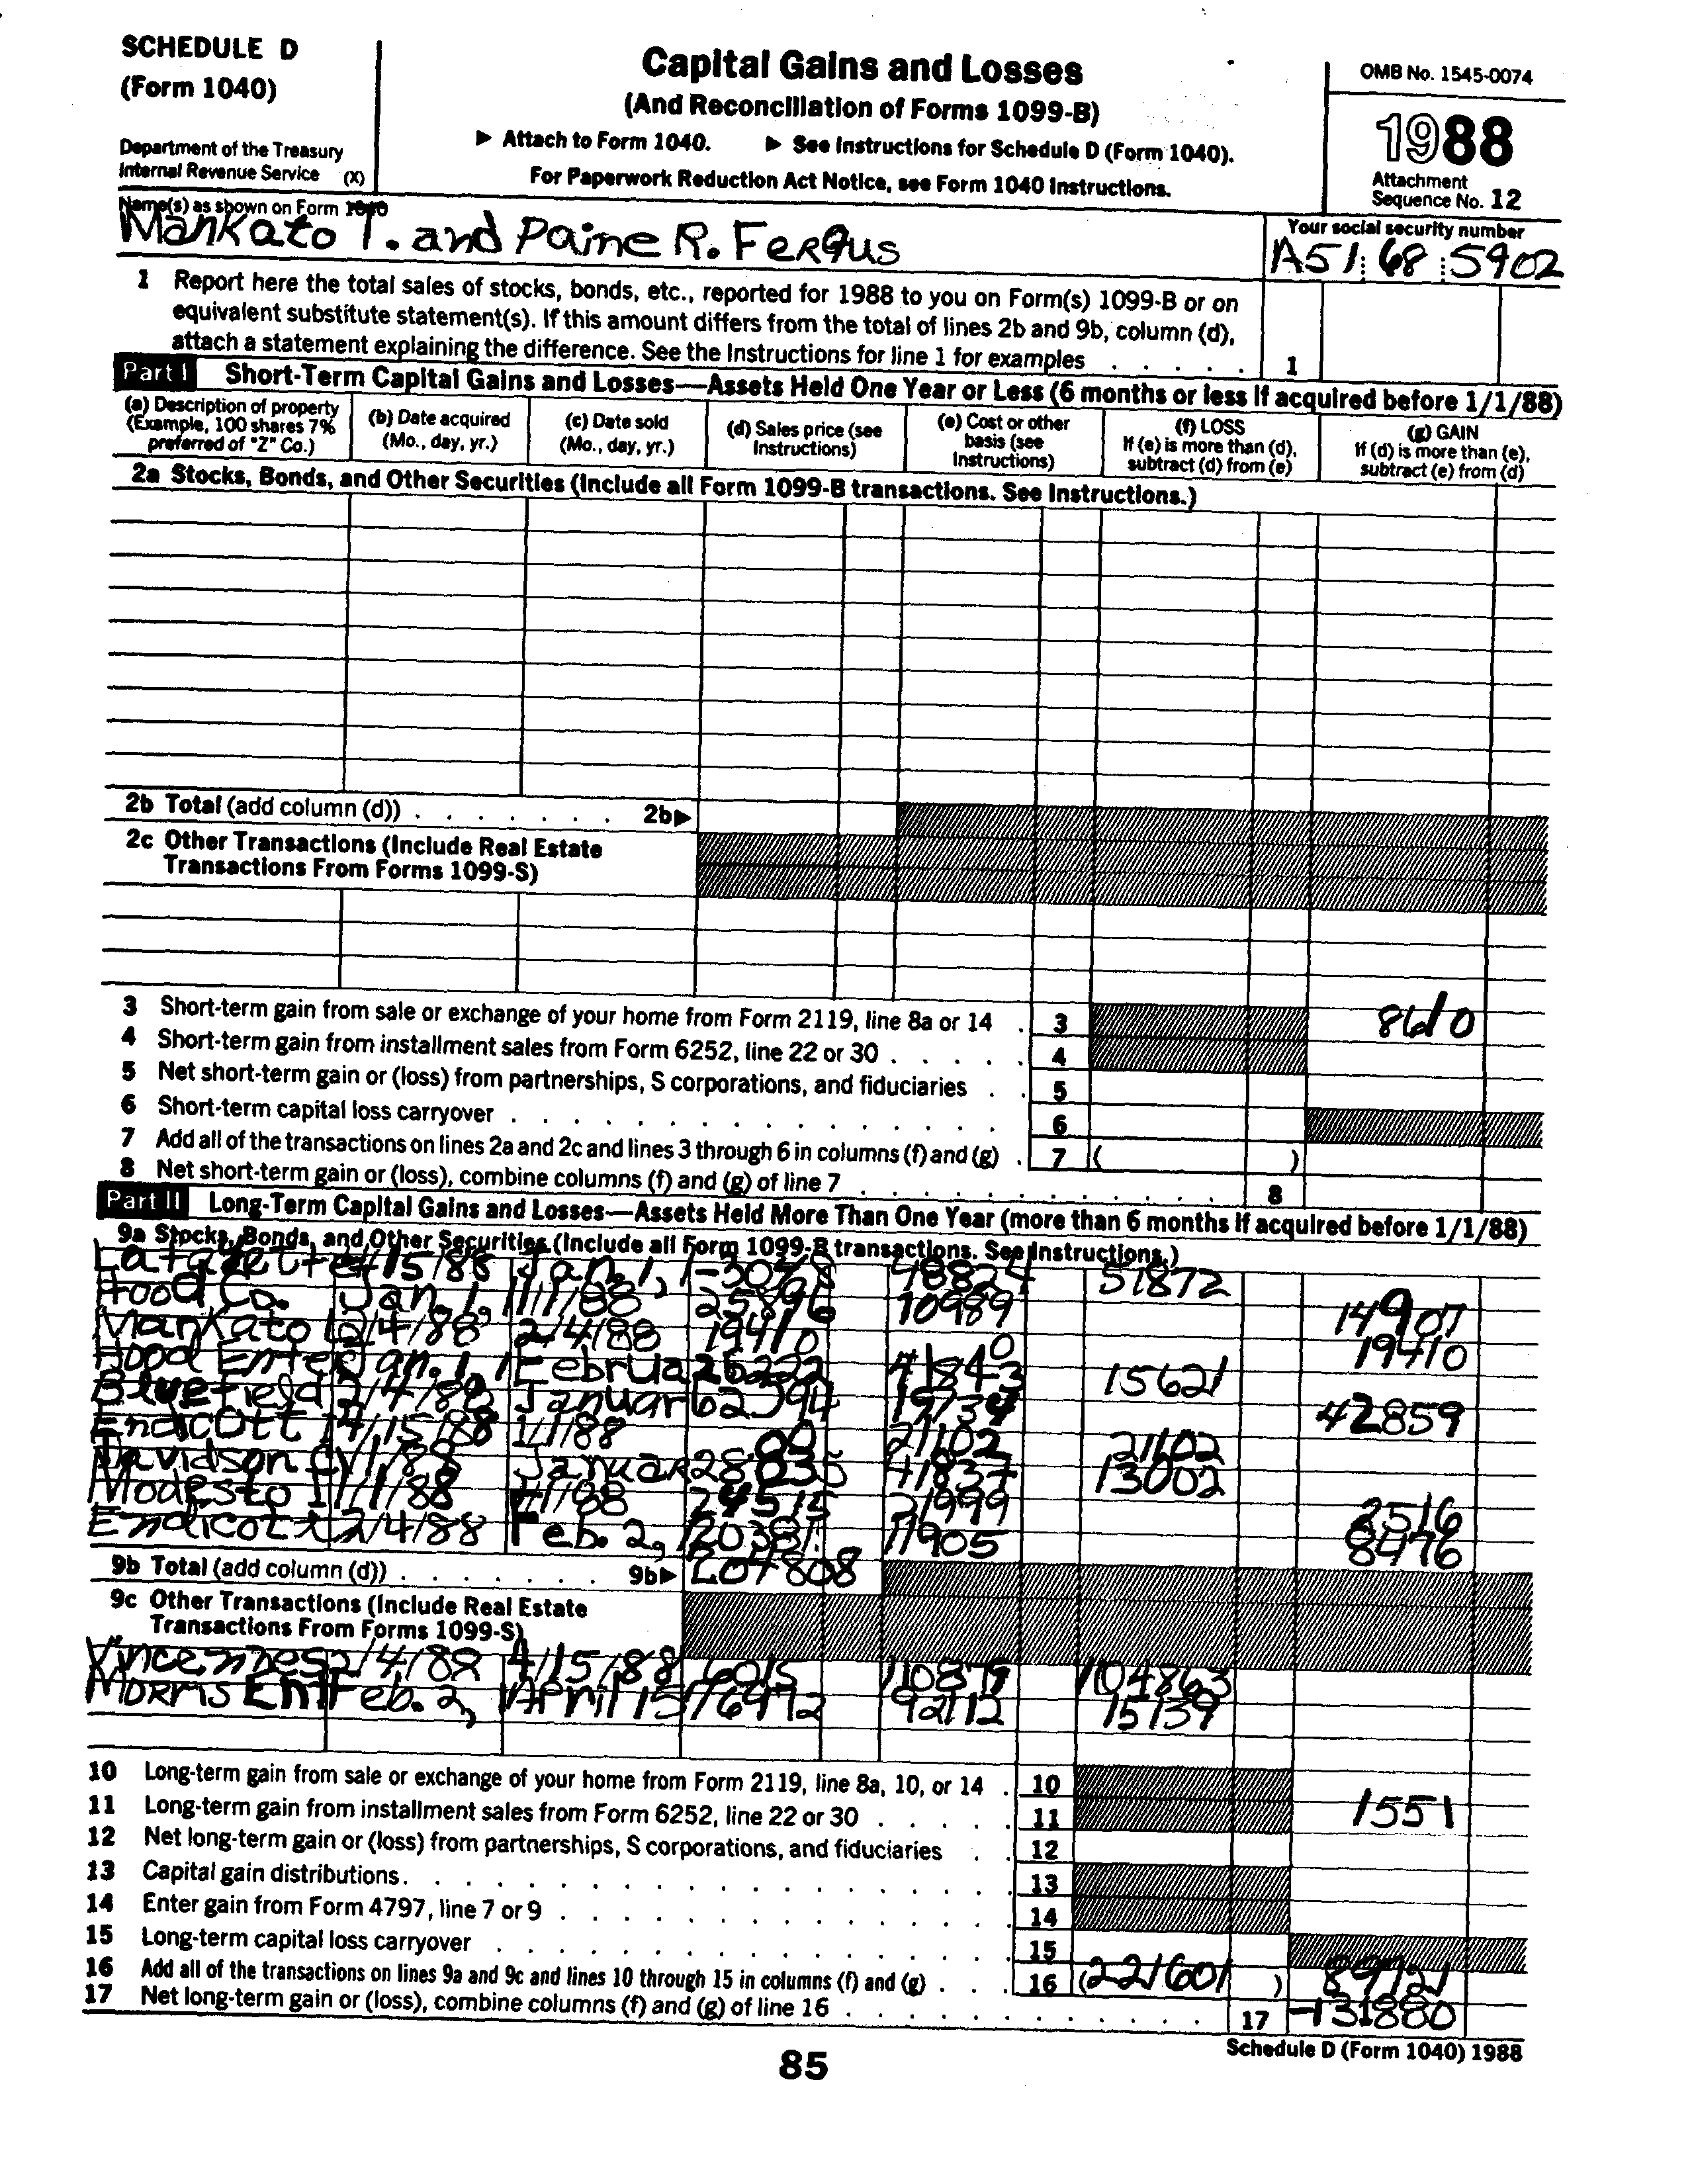 SCHEDULE D
(Form 1040)
Department of the Treasury
Internal Revenue Service (X)
Capital Gains and Losses
(And Reconciliation of Forms 1099-B)
▶ Attach to Form 1040. ▶ See Instructions for Schedule D (Form 1040).
For Paperwork Reduction Act Notice, see Form 1040 Instructions.
OMB No. 1545-0074
1988
Attachment
Sequence No. 12
Name(s) as shown on Form 1040
Mankato T. and Paine R. Fergus
Your social security number
A51 68 5902
1 Report here the total sales of stocks, bonds, etc., reported for 1988 to you on Form(s) 1099-B or on
equivalent substitute statement(s). If this amount differs from the total of lines 2b and 9b, column (d),
attach a statement explaining the difference. See the Instructions for line 1 for examples . . . . . 1
Part I Short-Term Capital Gains and Losses—Assets Held One Year or Less (6 months or less if acquired before 1/1/88)
(a) Description of property
(Example, 100 shares 7%
preferred of "Z" Co.)
(b) Date acquired
(Mo., day, yr.)
(c) Date sold
(Mo., day, yr.)
(d) Sales price (see
Instructions)
(e) Cost or other
basis (see
Instructions)
(f) LOSS
If (e) is more than (d),
subtract (d) from (e)
(g) GAIN
If (d) is more than (e),
subtract (e) from (d)
2a Stocks, Bonds, and Other Securities (Include all Form 1099-B transactions. See Instructions.)
2b Total (add column (d)) . . . . . . . 2b▶
2c Other Transactions (Include Real Estate
Transactions From Forms 1099-S)
3 Short-term gain from sale or exchange of your home from Form 2119, line 8a or 14 . 3 8610
4 Short-term gain from installment sales from Form 6252, line 22 or 30 . . . . . 4
5 Net short-term gain or (loss) from partnerships, S corporations, and fiduciaries . . 5
6 Short-term capital loss carryover . . . . . . . . . . . . . . . 6
7 Add all of the transactions on lines 2a and 2c and lines 3 through 6 in columns (f) and (g) . 7 ( )
8 Net short-term gain or (loss), combine columns (f) and (g) of line 7 . . . . . . . . . . . . 8
Part II Long-Term Capital Gains and Losses—Assets Held More Than One Year (more than 6 months if acquired before 1/1/88)
9a Stocks, Bonds, and Other Securities (Include all Form 1099-B transactions. See Instructions.)
4/15/88 Jan. 1, 1 -3048 48824 51872
Hood Co. Jan. 1, 1 1/1/88 25896 10989 14907
Mankato 2/4/88 2/4/88 19410 0 19410
Hood Enter Jan. 1, 1 Februa 26222 41843 15621
Bluefield 2/4/88 Januar 62594 19734 42859
Endicott 4/15/88 1/1/88 00 21102 21102
Davidson 1/1/88 Januar 28835 41837 13002
Modesto 1/1/88 1/1/88 24515 21999 2516
Endicott 2/4/88 Feb. 2, 20381 11905 8476
9b Total (add column (d)) . . . . . . . 9b▶ 204808
9c Other Transactions (Include Real Estate
Transactions From Forms 1099-S)
Vincennes 2/4/88 4/15/88 6015 110879 104863
Morris Ent Feb. 2, 1 April 15 76972 92112 15139
10 Long-term gain from sale or exchange of your home from Form 2119, line 8a, 10, or 14 . 10
11 Long-term gain from installment sales from Form 6252, line 22 or 30 . . . . . 11 1551
12 Net long-term gain or (loss) from partnerships, S corporations, and fiduciaries . . 12
13 Capital gain distributions. . . . . . . . . . . . . . . . . . . 13
14 Enter gain from Form 4797, line 7 or 9 . . . . . . . . . . . . . . 14
15 Long-term capital loss carryover . . . . . . . . . . . . . . . . 15
16 Add all of the transactions on lines 9a and 9c and lines 10 through 15 in columns (f) and (g) . . . 16 (221601) 89721
17 Net long-term gain or (loss), combine columns (f) and (g) of line 16 . . . . . . . . . . . . 17 -131880
Schedule D (Form 1040) 1988
85